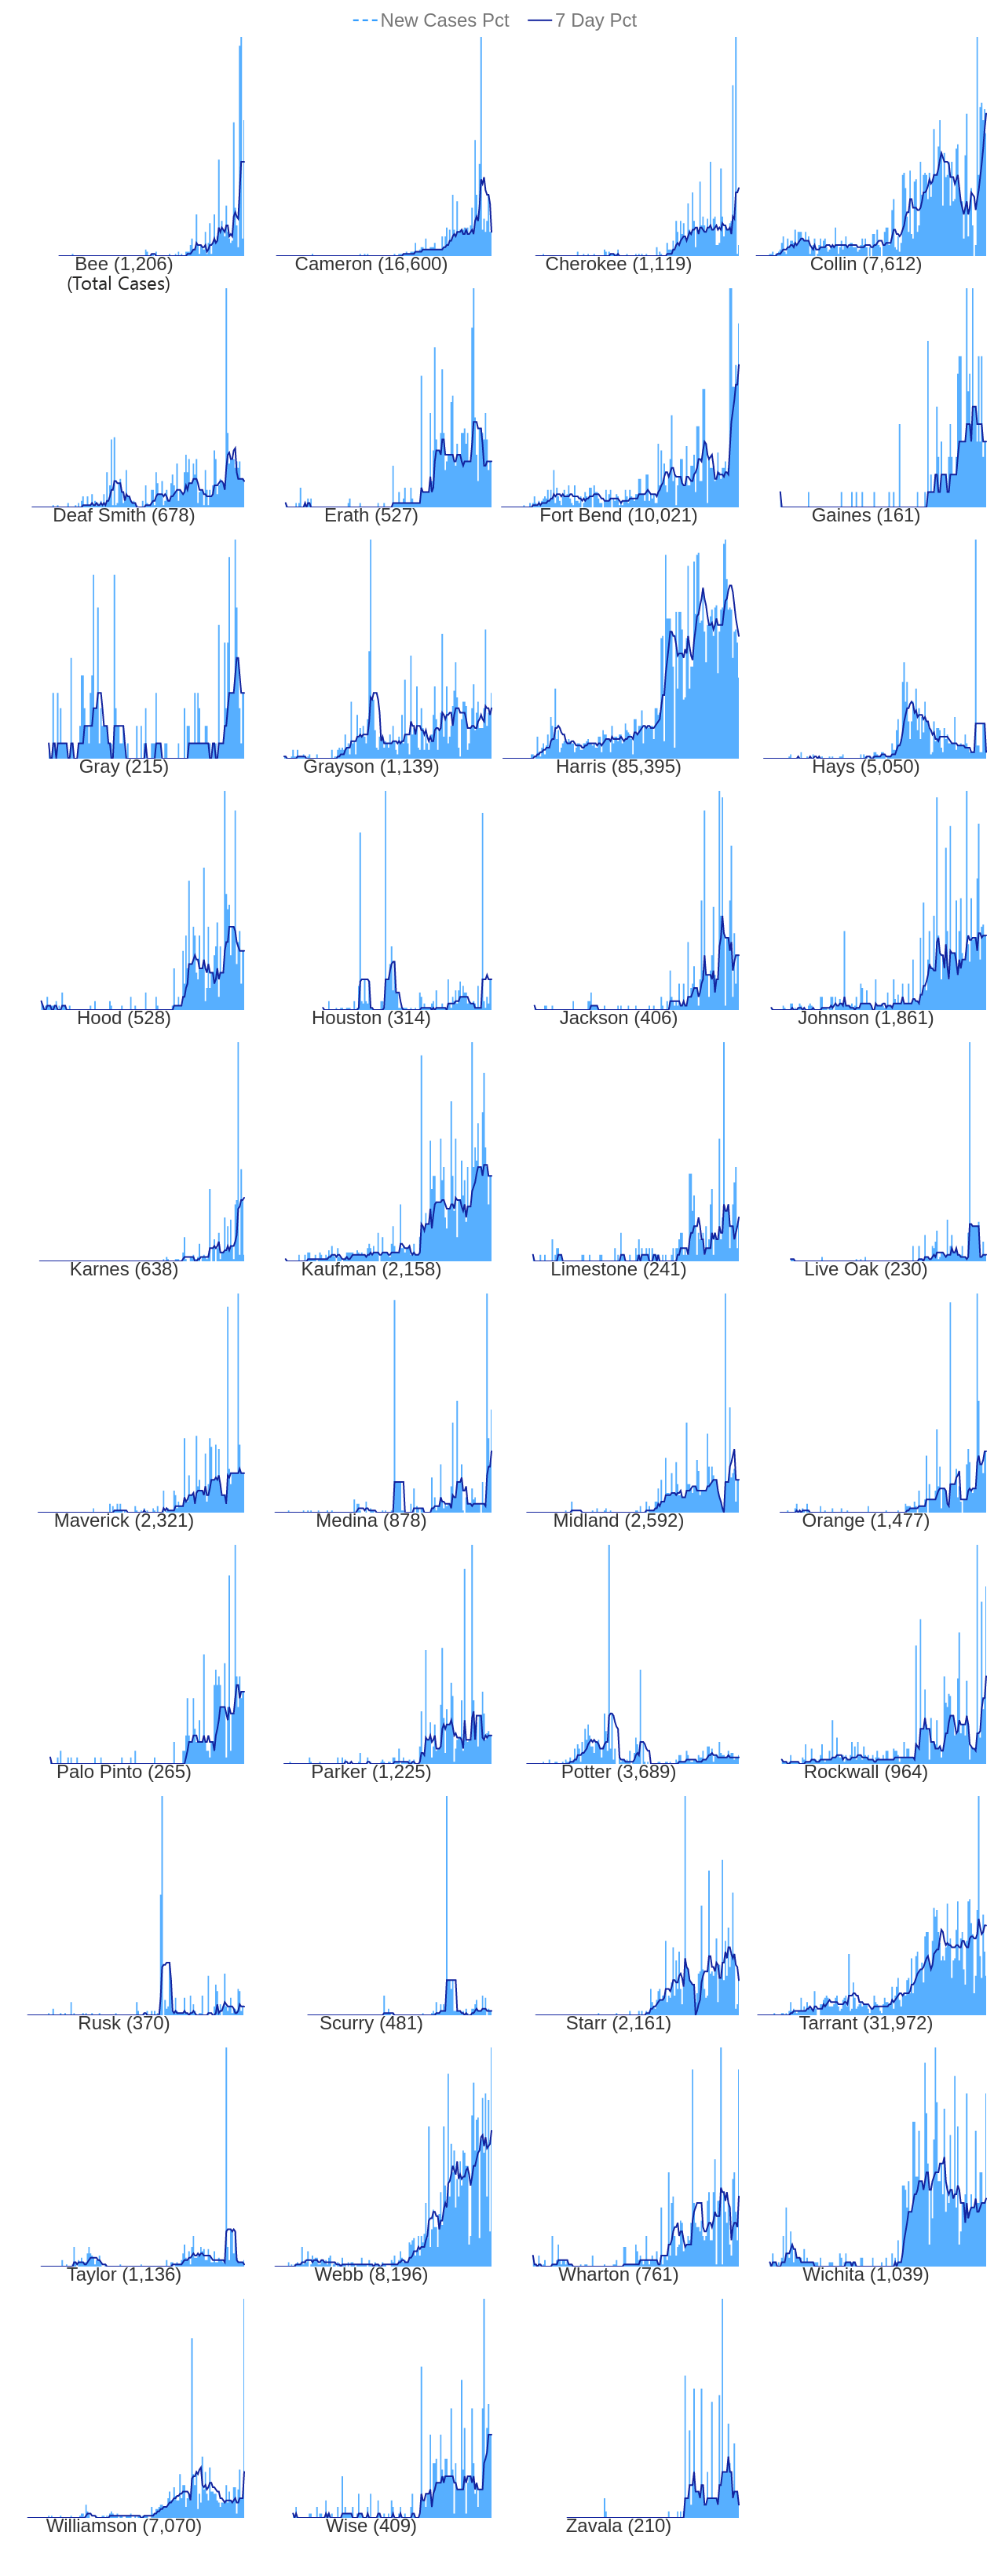 New Cases Pct 7 Day Pct
Bee (1,206) Cameron (16,600) Cherokee (1,119) Collin (7,612)
(Total Cases)
Deaf Smith (678) Erath (527) Fort Bend (10,021) Gaines (161)
Gray (215) Grayson (1,139) Harris (85,395) Hays (5,050)
Hood (528) Houston (314) Jackson (406) Johnson (1,861)
Karnes (638) Kaufman (2,158) Limestone (241) Live Oak (230)
Maverick (2,321) Medina (878) Midland (2,592) Orange (1,477)
Palo Pinto (265) Parker (1,225) Potter (3,689) Rockwall (964)
Rusk (370) Scurry (481) Starr (2,161) Tarrant (31,972)
Taylor (1,136) Webb (8,196) Wharton (761) Wichita (1,039)
Williamson (7,070) Wise (409) Zavala (210)